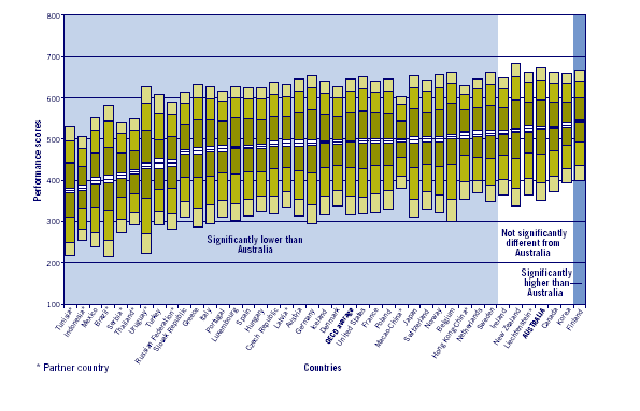 800
700
600
500
400
300
200
100
Performance scores
Significantly lower than
Australia
Not significantly
different from
Australia
Significantly
higher than
Australia
Tunisia*
Indonesia*
Mexico
Brazil*
Serbia*
Thailand*
Uruguay*
Turkey
Russian Federation*
Slovak Republic
Greece
Italy
Portugal
Luxembourg
Spain
Hungary
Czech Republic
Latvia*
Austria
Germany
Iceland
Denmark
OECD average
United States
France
Poland
Macao-China*
Japan
Switzerland
Norway
Belgium
Hong Kong-China*
Netherlands
Sweden
Ireland
New Zealand
Liechtenstein*
AUSTRALIA
Canada
Korea
Finland
* Partner country
Countries